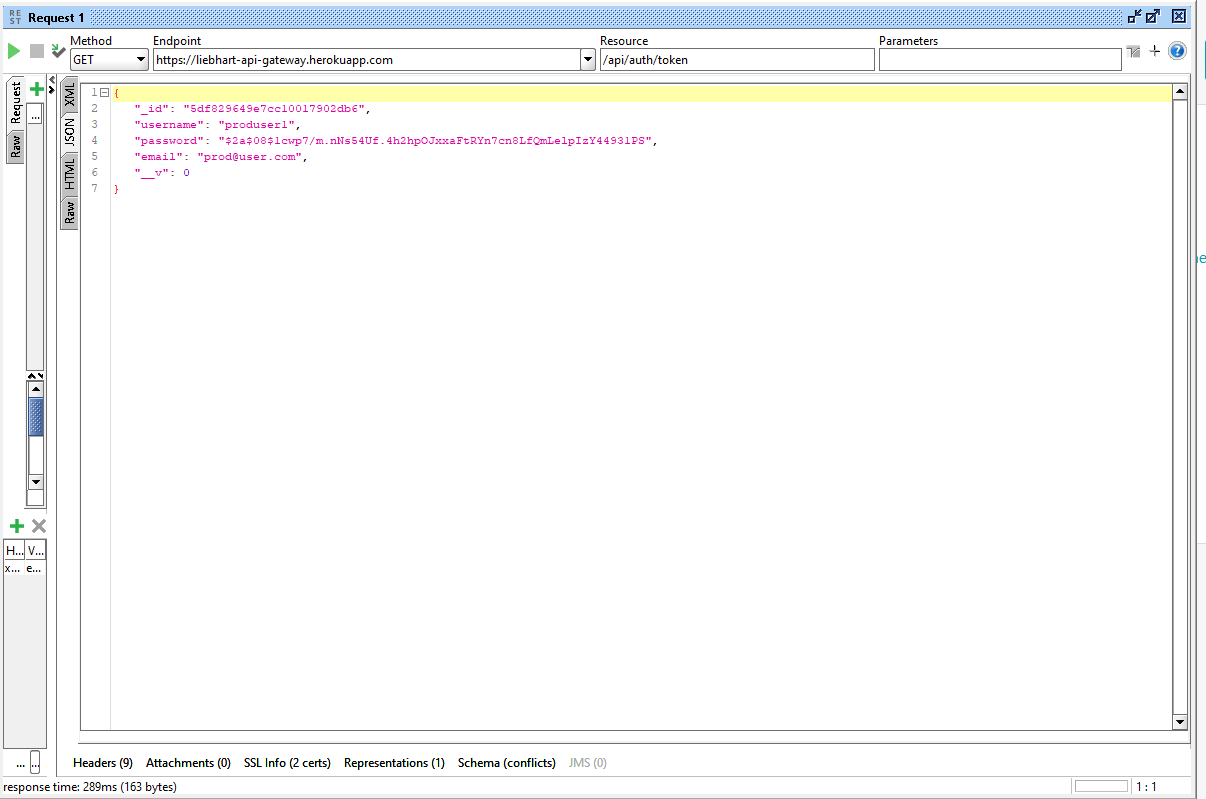 RE
ST
Request 1
Method
Endpoint
Resource
Parameters
GET
https://liebhart-api-gateway.herokuapp.com
/api/auth/token
Request
Raw
...
XML
JSON
HTML
Raw
1 {
2 "_id": "5df829649e7cc10017902db6",
3 "username": "produser1",
4 "password": "$2a$08$1cwp7/m.nNs54Uf.4h2hpOJxxaFtRYn7cn8LfQmLe1pIzY44931PS",
5 "email": "prod@user.com",
6 "__v": 0
7 }
H... V...
x... e...
... ...
Headers (9) Attachments (0) SSL Info (2 certs) Representations (1) Schema (conflicts) JMS (0)
response time: 289ms (163 bytes)
1 : 1